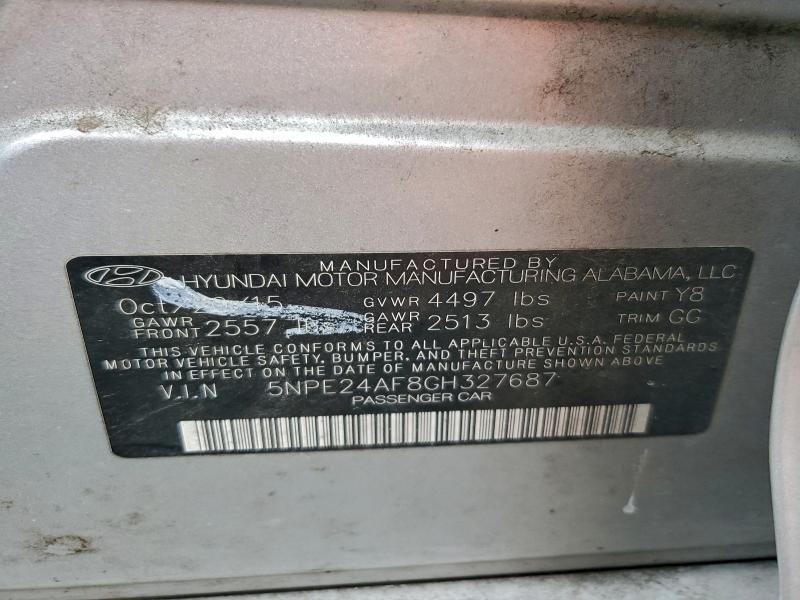 MANUFACTURED BY
HYUNDAI MOTOR MANUFACTURING ALABAMA, LLC
Oct 15 GVWR 4497 lbs PAINT Y8
GAWR FRONT 2557 GAWR REAR 2513 lbs TRIM GG
THIS VEHICLE CONFORMS TO ALL APPLICABLE U.S.A. FEDERAL
MOTOR VEHICLE SAFETY, BUMPER, AND THEFT PREVENTION STANDARDS
IN EFFECT ON THE DATE OF MANUFACTURE SHOWN ABOVE.
V.I.N 5NPE24AF8GH327687
PASSENGER CAR